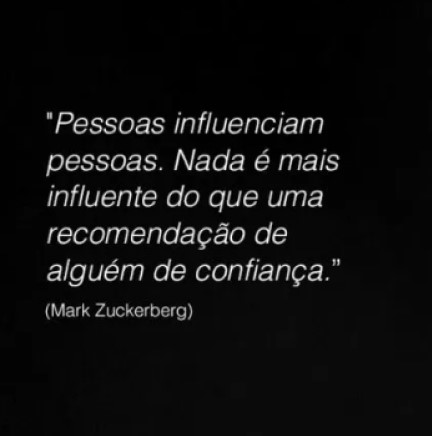 "Pessoas influenciam
pessoas. Nada é mais
influente do que uma
recomendação de
alguém de confiança.”
(Mark Zuckerberg)